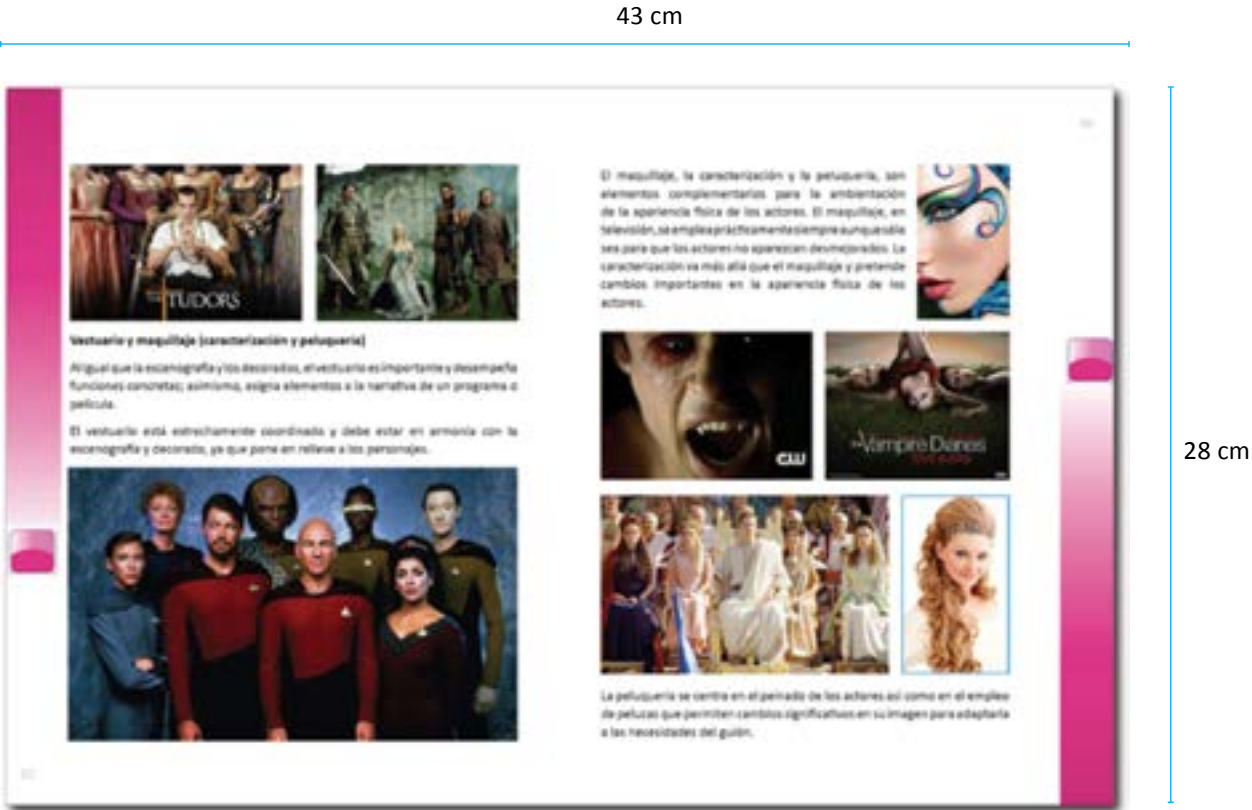 43 cm
THE TUDORS
Vestuario y maquillaje (caracterización y peluquería)
Al igual que la escenografía y los decorados, el vestuario es importante y desempeña
funciones concretas; asimismo, asigna elementos a la narrativa de un programa o
película.
El vestuario está estrechamente coordinado y debe estar en armonía con la
escenografía y decorado, ya que pone en relieve a los personajes.
El maquillaje, la caracterización y la peluquería, son
elementos complementarios para la ambientación
de la apariencia física de los actores. El maquillaje, en
televisión, se emplea prácticamente siempre aunque sólo
sea para que los actores no aparezcan desmejorados. La
caracterización va más allá que el maquillaje y pretende
cambios importantes en la apariencia física de los
actores.
CW
the Vampire Diaries
La peluquería se centra en el peinado de los actores así como en el empleo
de pelucas que permiten cambios significativos en su imagen para adaptarla
a las necesidades del guión.
28 cm